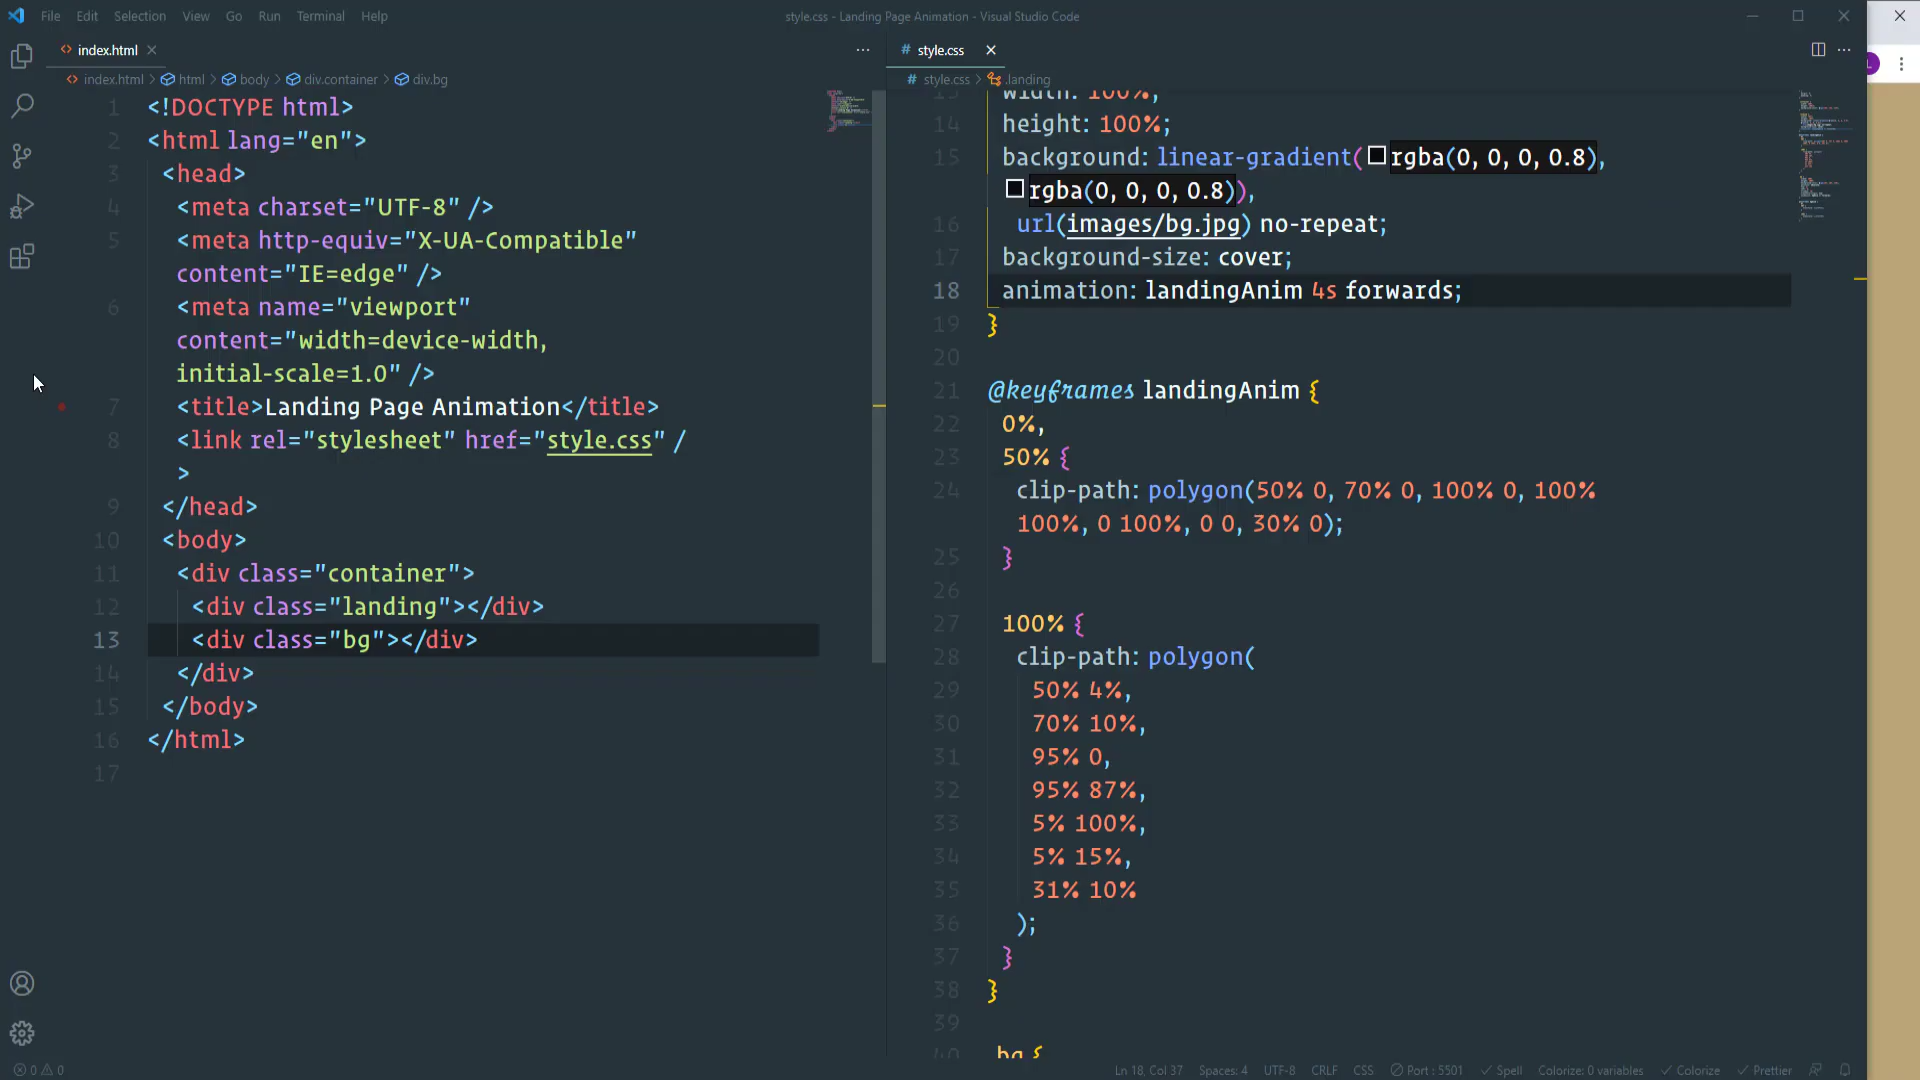 File Edit Selection View Go Run Terminal Help
style.css - Landing Page Animation - Visual Studio Code
index.html
index.html > html > body > div.container > div.bg
1 <!DOCTYPE html>
2 <html lang="en">
3 <head>
4 <meta charset="UTF-8" />
5 <meta http-equiv="X-UA-Compatible"
content="IE=edge" />
6 <meta name="viewport"
content="width=device-width,
initial-scale=1.0" />
7 <title>Landing Page Animation</title>
8 <link rel="stylesheet" href="style.css" /
>
9 </head>
10 <body>
11 <div class="container">
12 <div class="landing"></div>
13 <div class="bg"></div>
14 </div>
15 </body>
16 </html>
17
# style.css
# style.css > .landing
13 width: 100%;
14 height: 100%;
15 background: linear-gradient(rgba(0, 0, 0, 0.8),
rgba(0, 0, 0, 0.8)),
16 url(images/bg.jpg) no-repeat;
17 background-size: cover;
18 animation: landingAnim 4s forwards;
19 }
20
21 @keyframes landingAnim {
22 0%,
23 50% {
24 clip-path: polygon(50% 0, 70% 0, 100% 0, 100%
100%, 0 100%, 0 0, 30% 0);
25 }
26
27 100% {
28 clip-path: polygon(
29 50% 4%,
30 70% 10%,
31 95% 0,
32 95% 87%,
33 5% 100%,
34 5% 15%,
35 31% 10%
36 );
37 }
38 }
39
40 .bg {
0 0
Ln 18, Col 37 Spaces: 4 UTF-8 CRLF CSS Port : 5501 Spell Colorize: 0 variables Colorize Prettier